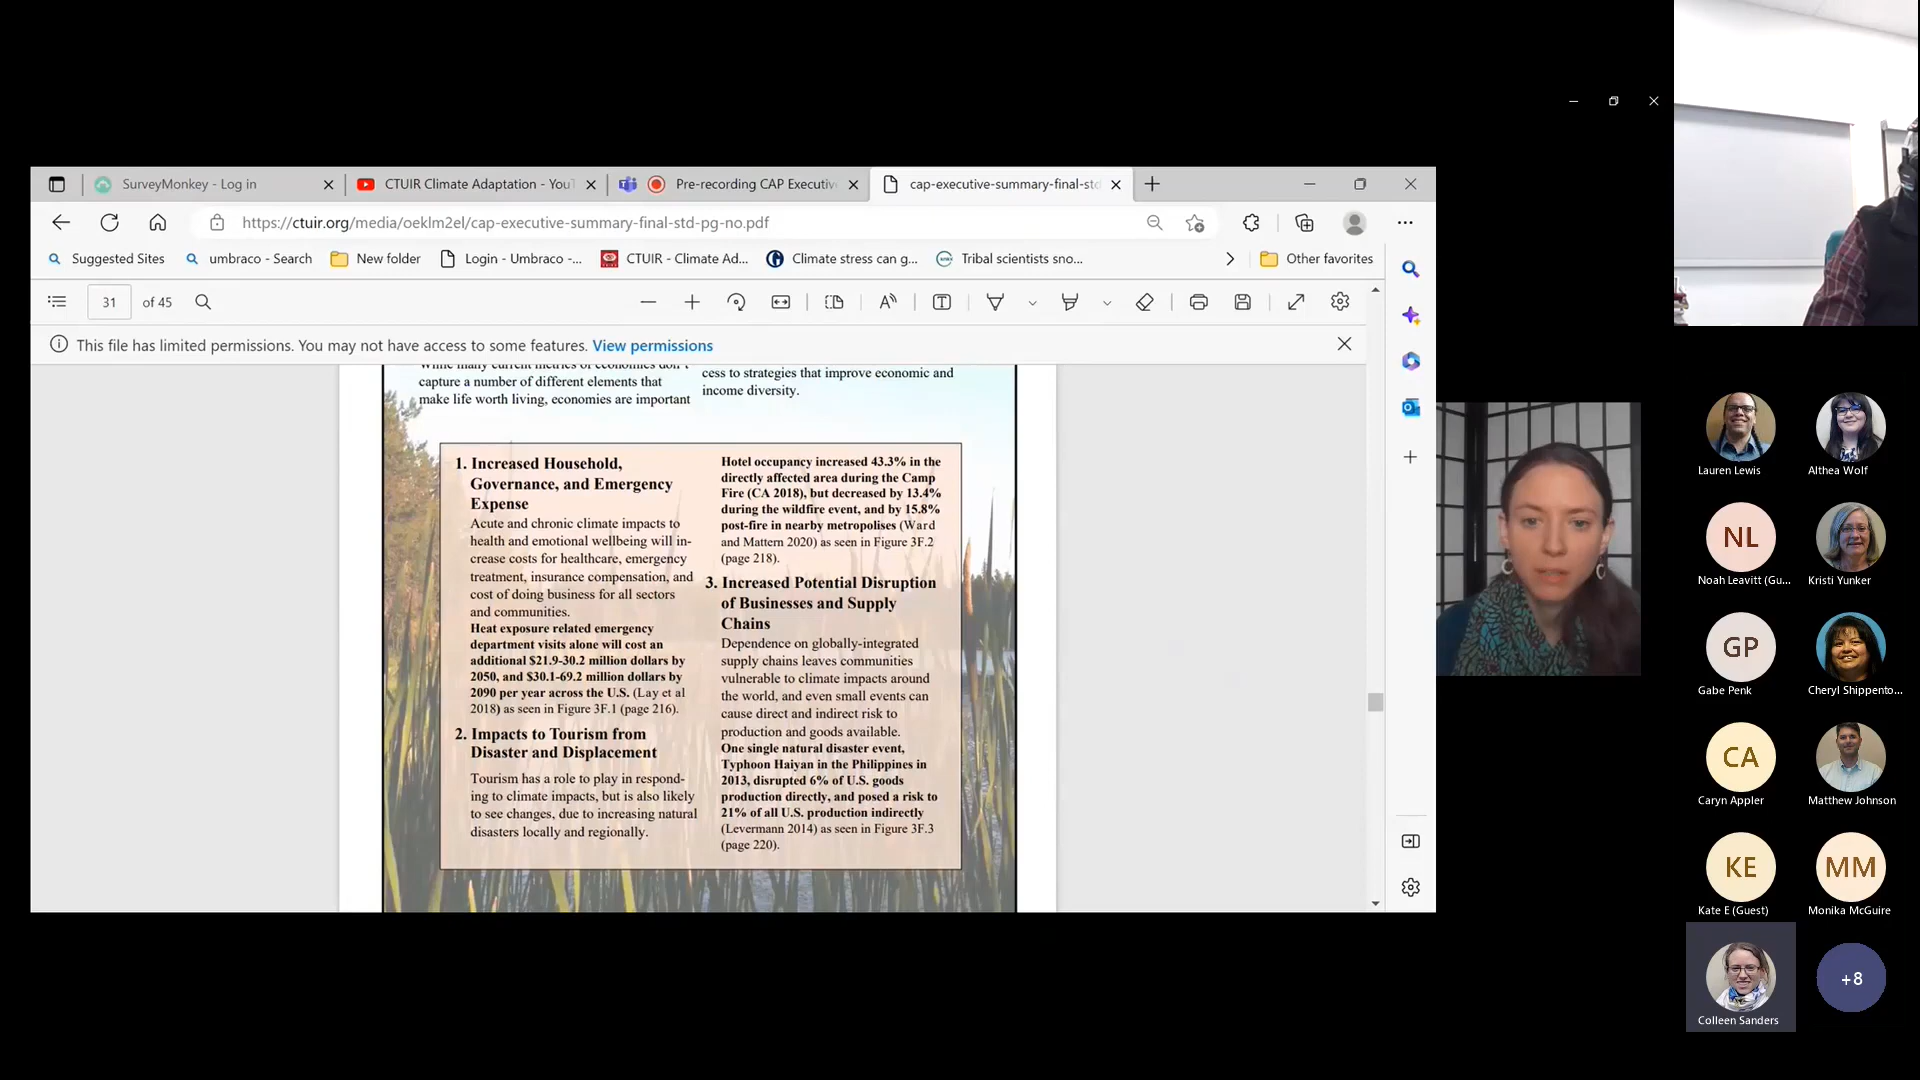 SurveyMonkey - Log in
CTUIR Climate Adaptation - YouT
Pre-recording CAP Executiv
cap-executive-summary-final-std
https://ctuir.org/media/oeklm2el/cap-executive-summary-final-std-pg-no.pdf
Suggested Sites
umbraco - Search
New folder
Login - Umbraco -...
CTUIR - Climate Ad...
Climate stress can g...
Tribal scientists sno...
Other favorites
31
of 45
This file has limited permissions. You may not have access to some features. View permissions
While many current metrics of economies don't
capture a number of different elements that
make life worth living, economies are important
cess to strategies that improve economic and
income diversity.
1. Increased Household,
Governance, and Emergency
Expense
Acute and chronic climate impacts to
health and emotional wellbeing will in-
crease costs for healthcare, emergency
treatment, insurance compensation, and
cost of doing business for all sectors
and communities.
Heat exposure related emergency
department visits alone will cost an
additional $21.9-30.2 million dollars by
2050, and $30.1-69.2 million dollars by
2090 per year across the U.S. (Lay et al
2018) as seen in Figure 3F.1 (page 216).
2. Impacts to Tourism from
Disaster and Displacement
Tourism has a role to play in respond-
ing to climate impacts, but is also likely
to see changes, due to increasing natural
disasters locally and regionally.
Hotel occupancy increased 43.3% in the
directly affected area during the Camp
Fire (CA 2018), but decreased by 13.4%
during the wildfire event, and by 15.8%
post-fire in nearby metropolises (Ward
and Mattern 2020) as seen in Figure 3F.2
(page 218).
3. Increased Potential Disruption
of Businesses and Supply
Chains
Dependence on globally-integrated
supply chains leaves communities
vulnerable to climate impacts around
the world, and even small events can
cause direct and indirect risk to
production and goods available.
One single natural disaster event,
Typhoon Haiyan in the Philippines in
2013, disrupted 6% of U.S. goods
production directly, and posed a risk to
21% of all U.S. production indirectly
(Levermann 2014) as seen in Figure 3F.3
(page 220).
Lauren Lewis
Althea Wolf
NL
Noah Leavitt (Gu...
Kristi Yunker
GP
Gabe Penk
Cheryl Shippento...
CA
Caryn Appler
Matthew Johnson
KE
Kate E (Guest)
MM
Monika McGuire
Colleen Sanders
+8